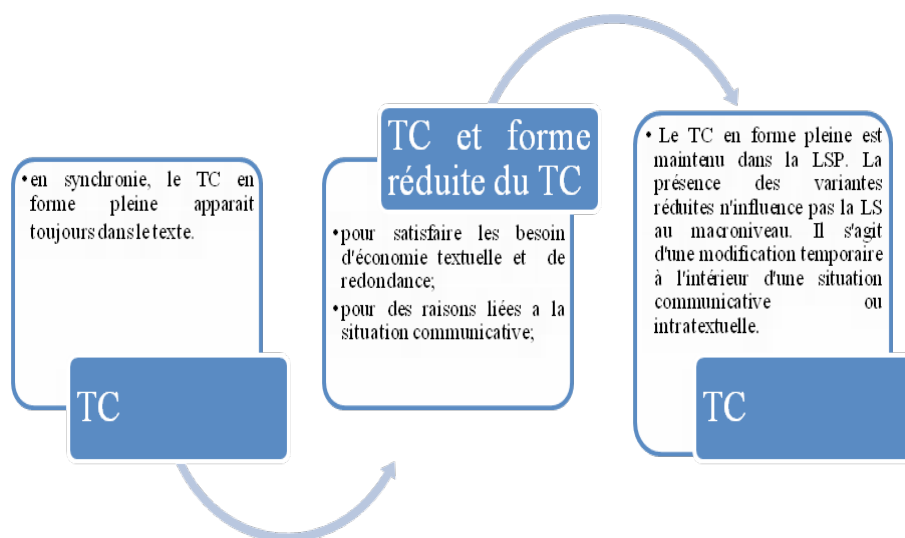 •en synchronie, le TC en
forme pleine apparait
toujours dans le texte.
TC
TC et forme
réduite du TC
•pour satisfaire les besoin
d'économie textuelle et de
redondance;
•pour des raisons liées a la
situation communicative;
• Le TC en forme pleine est
maintenu dans la LSP. La
présence des variantes
réduites n'influence pas la LS
au macroniveau. Il s'agit
d'une modification temporaire
à l'intérieur d'une situation
communicative ou
intratextuelle.
TC